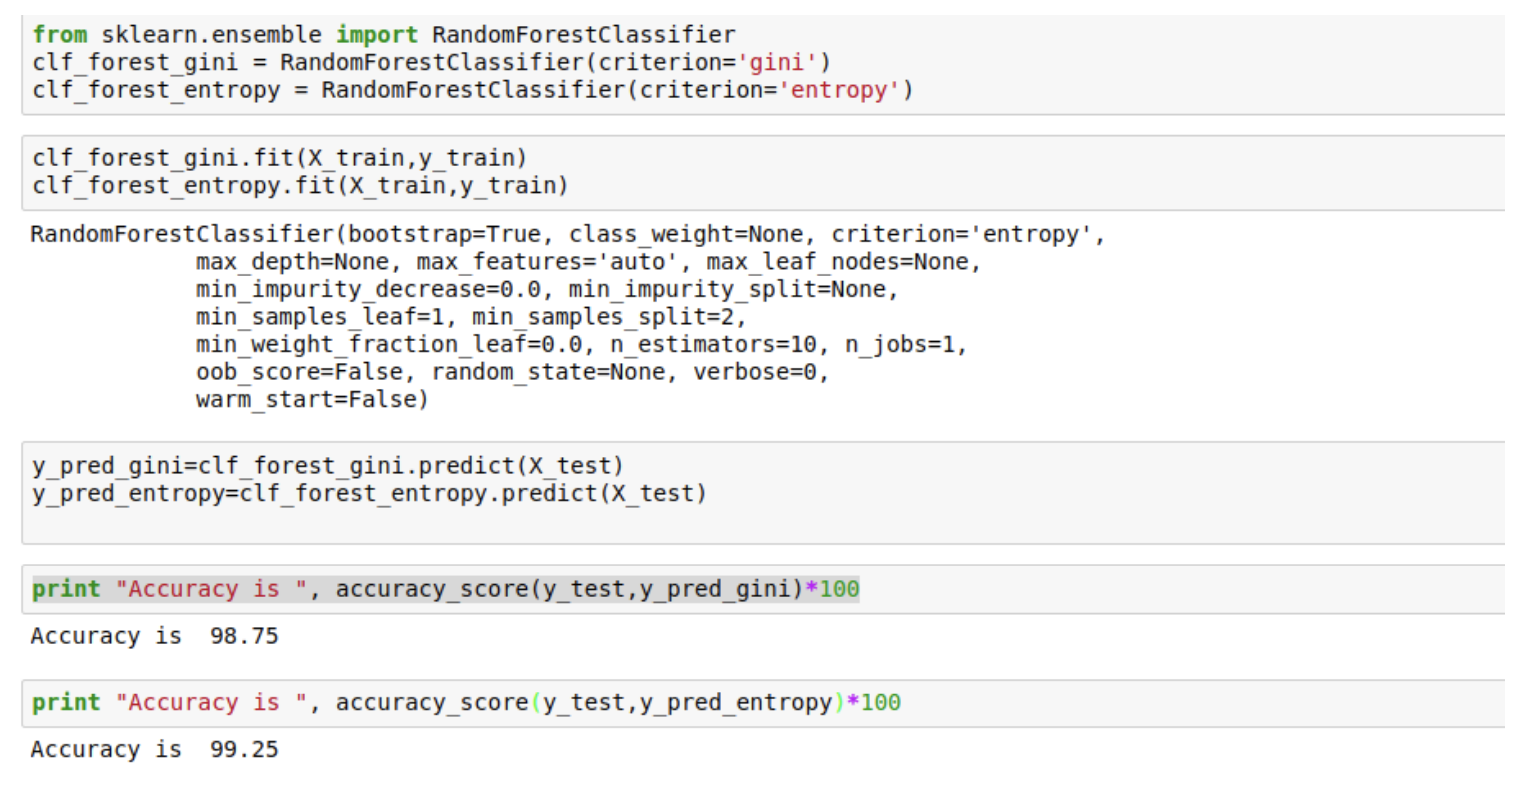 from sklearn.ensemble import RandomForestClassifier
clf_forest_gini = RandomForestClassifier(criterion='gini')
clf_forest_entropy = RandomForestClassifier(criterion='entropy')
clf_forest_gini.fit(X_train,y_train)
clf_forest_entropy.fit(X_train,y_train)
RandomForestClassifier(bootstrap=True, class_weight=None, criterion='entropy',
            max_depth=None, max_features='auto', max_leaf_nodes=None,
            min_impurity_decrease=0.0, min_impurity_split=None,
            min_samples_leaf=1, min_samples_split=2,
            min_weight_fraction_leaf=0.0, n_estimators=10, n_jobs=1,
            oob_score=False, random_state=None, verbose=0,
            warm_start=False)
y_pred_gini=clf_forest_gini.predict(X_test)
y_pred_entropy=clf_forest_entropy.predict(X_test)
print "Accuracy is ", accuracy_score(y_test,y_pred_gini)*100
Accuracy is  98.75
print "Accuracy is ", accuracy_score(y_test,y_pred_entropy)*100
Accuracy is  99.25